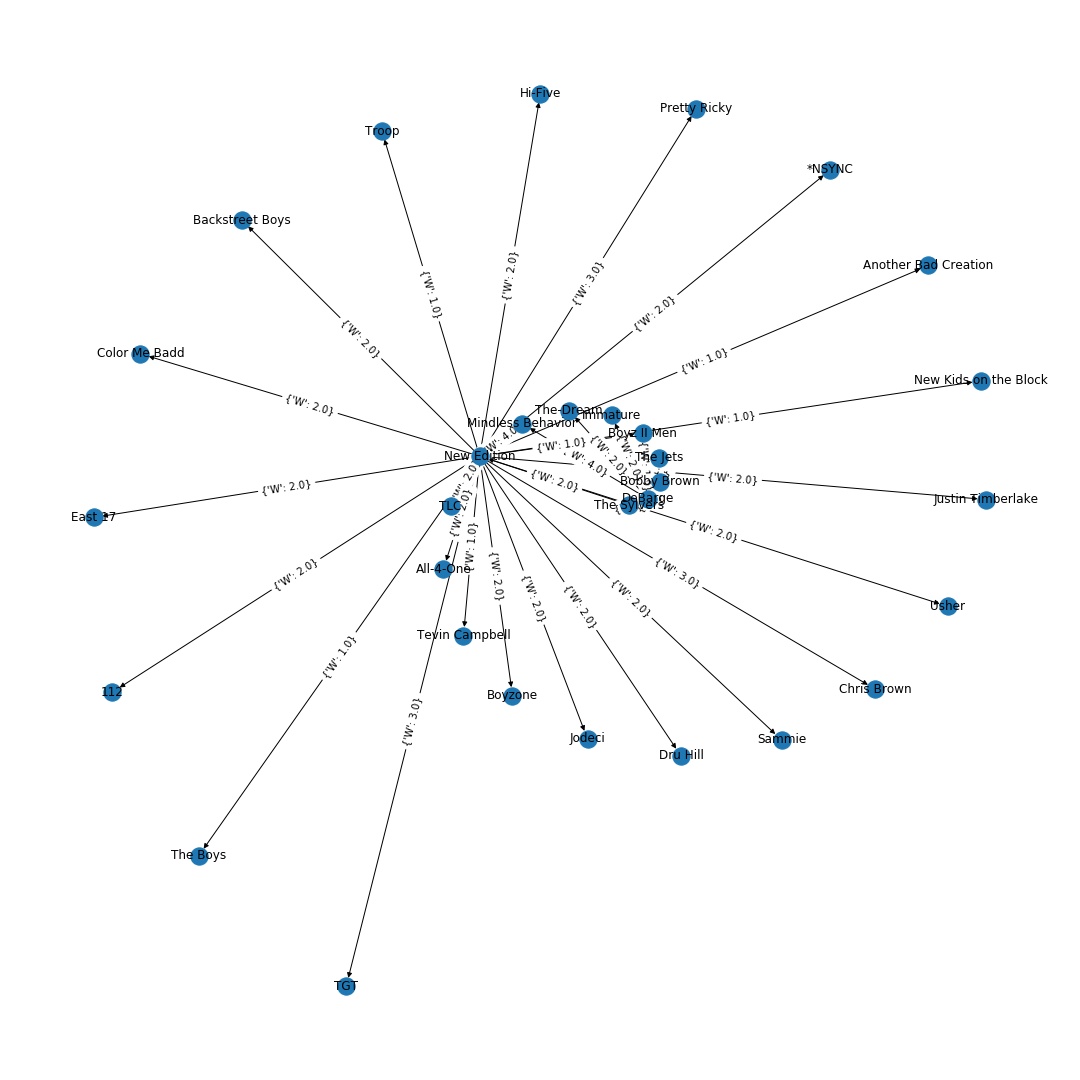 Hi-Five
Pretty Ricky
Troop
*NSYNC
Backstreet Boys
Another Bad Creation
{'W': 2.0}
{'W': 3.0}
{'W': 1.0}
{'W': 2.0}
{'W': 2.0}
Color Me Badd
{'W': 1.0}
New Kids on the Block
{'W': 2.0}
The-Dream
Immature
{'W': 1.0}
Mindless Behavior
Boyz II Men
{'W': 1.0}
New Edition
The Jets
{'W': 2.0}
{'W': 2.0}
Bobby Brown
{'W': 2.0}
{'W': 2.0}
Justin Timberlake
DeBarge
TLC
The Sylvers
East 17
{'W': 2.0}
{'W': 2.0}
{'W': 1.0}
All-4-One
{'W': 2.0}
{'W': 2.0}
{'W': 3.0}
{'W': 2.0}
{'W': 2.0}
{'W': 2.0}
Usher
Tevin Campbell
{'W': 1.0}
112
Boyzone
Chris Brown
{'W': 3.0}
Jodeci
Sammie
Dru Hill
The Boys
TGT